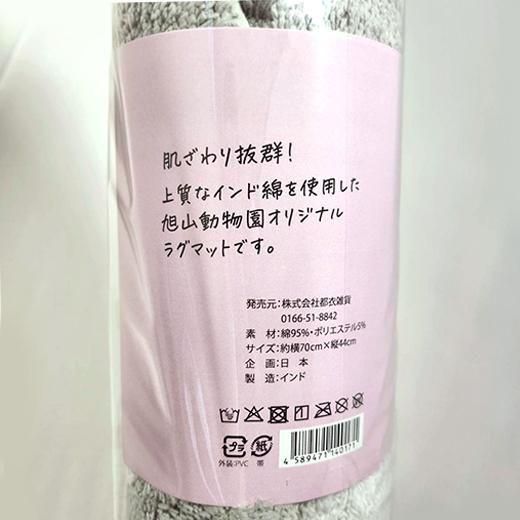 肌ざわり抜群!
上質なインド綿を使用した
旭山動物園オリジナル
ラグマットです。
発売元:株式会社都衣雑貨
0166-51-8842
素 材:綿95%・ポリエステル5%
サイズ:約横70cm×縦44cm
企 画:日 本
製 造:インド
プラ 紙
外装:PVC 帯
4 589471 140171